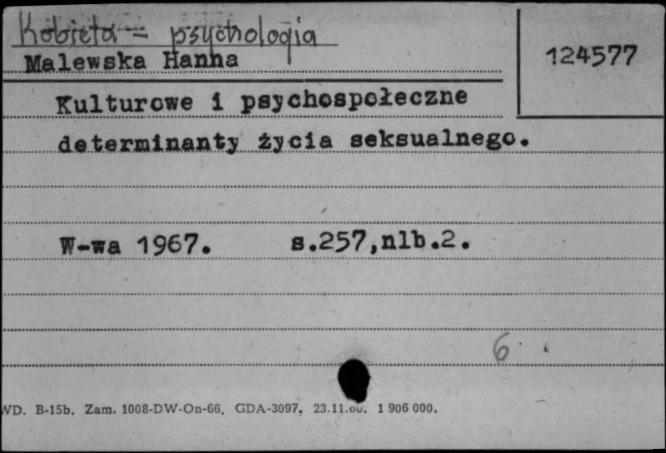 Kobieta - psychologia
Malewska Hanna
124577
Kulturowe i psychospołeczne
determinanty życia seksualnego.
W-wa 1967. s.257,nlb.2.
6
WD. B-15b. Zam. 1008-DW-On-66. GDA-3097. 23.11.60. 1 906 000.